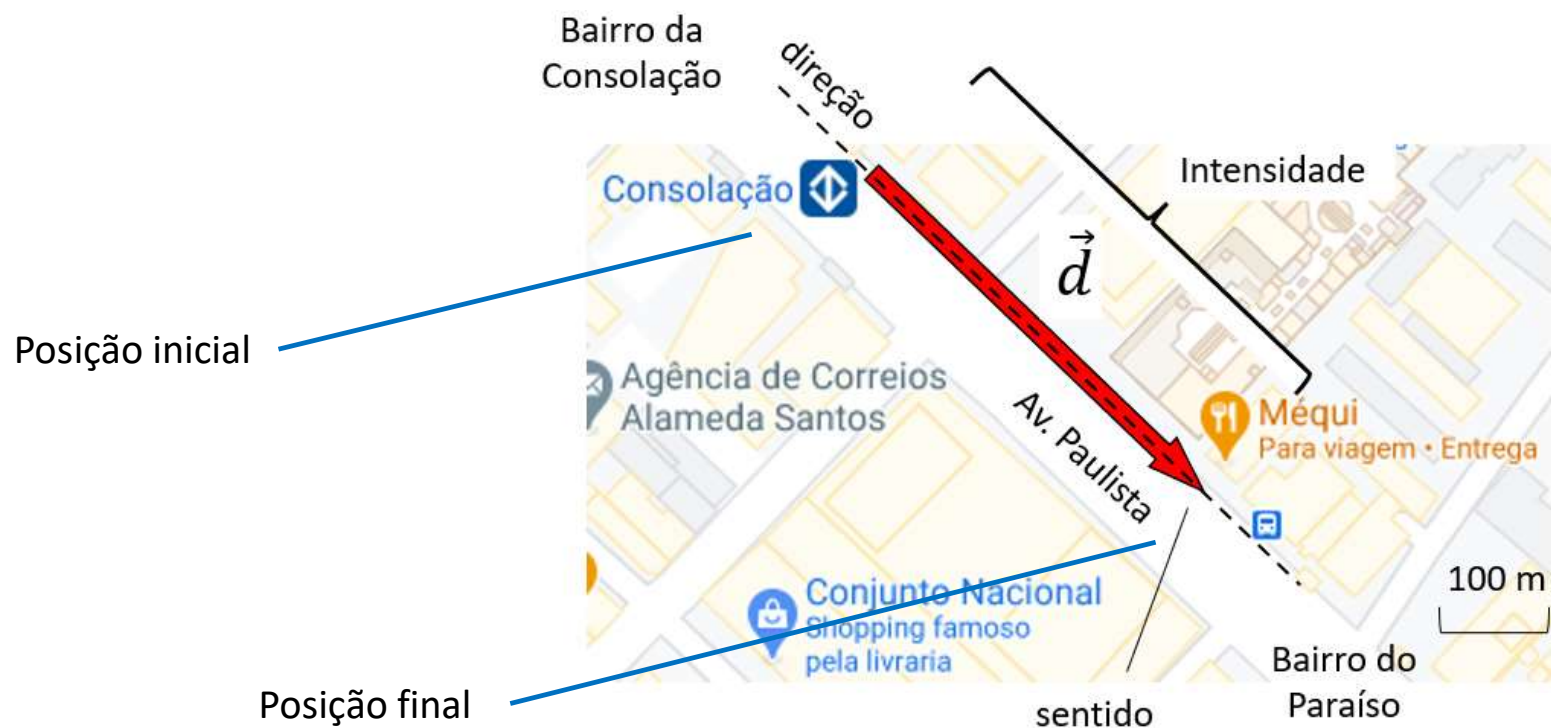 Bairro da
Consolação
direção
Intensidade
Consolação
d
Posição inicial
Agência de Correios
Alameda Santos
Av. Paulista
Méqui
Para viagem • Entrega
100 m
Conjunto Nacional
Shopping famoso
pela livraria
Bairro do
Paraíso
Posição final
sentido